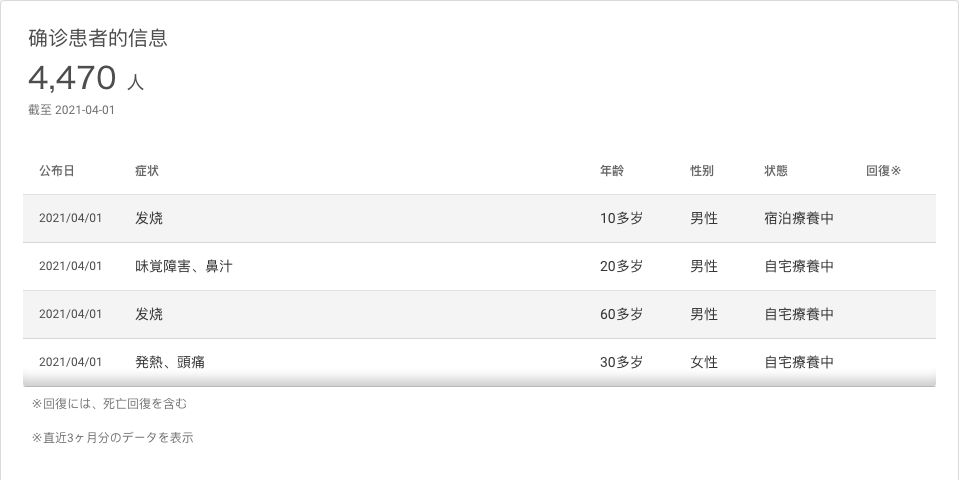 确诊患者的信息
4,470 人
截至 2021-04-01
公布日 症状 年龄 性别 状態 回復※
2021/04/01 发烧 10多岁 男性 宿泊療養中
2021/04/01 味覚障害、鼻汁 20多岁 男性 自宅療養中
2021/04/01 发烧 60多岁 男性 自宅療養中
2021/04/01 発熱、頭痛 30多岁 女性 自宅療養中
※回復には、死亡回復を含む
※直近3ヶ月分のデータを表示